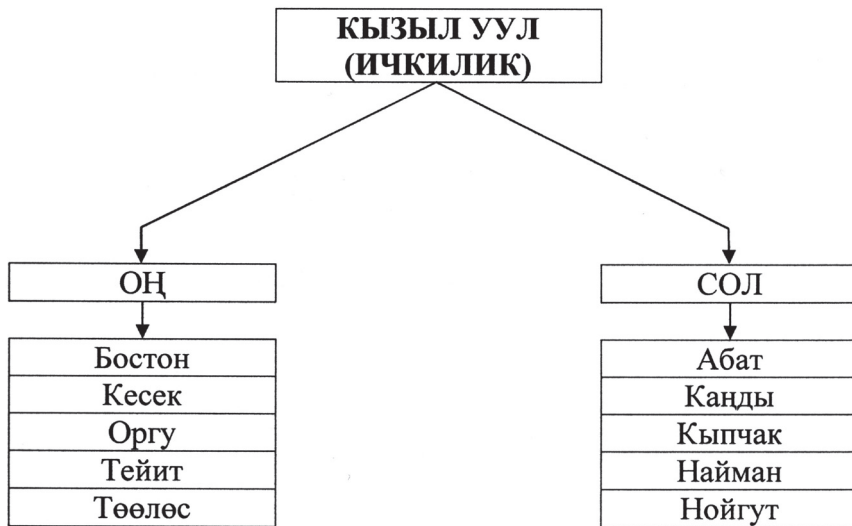 КЫЗЫЛ УУЛ
(ИЧКИЛИК)
ОҢ
Бостон
Кесек
Оргу
Тейит
Төөлөс
СОЛ
Абат
Каңды
Кыпчак
Найман
Нойгут